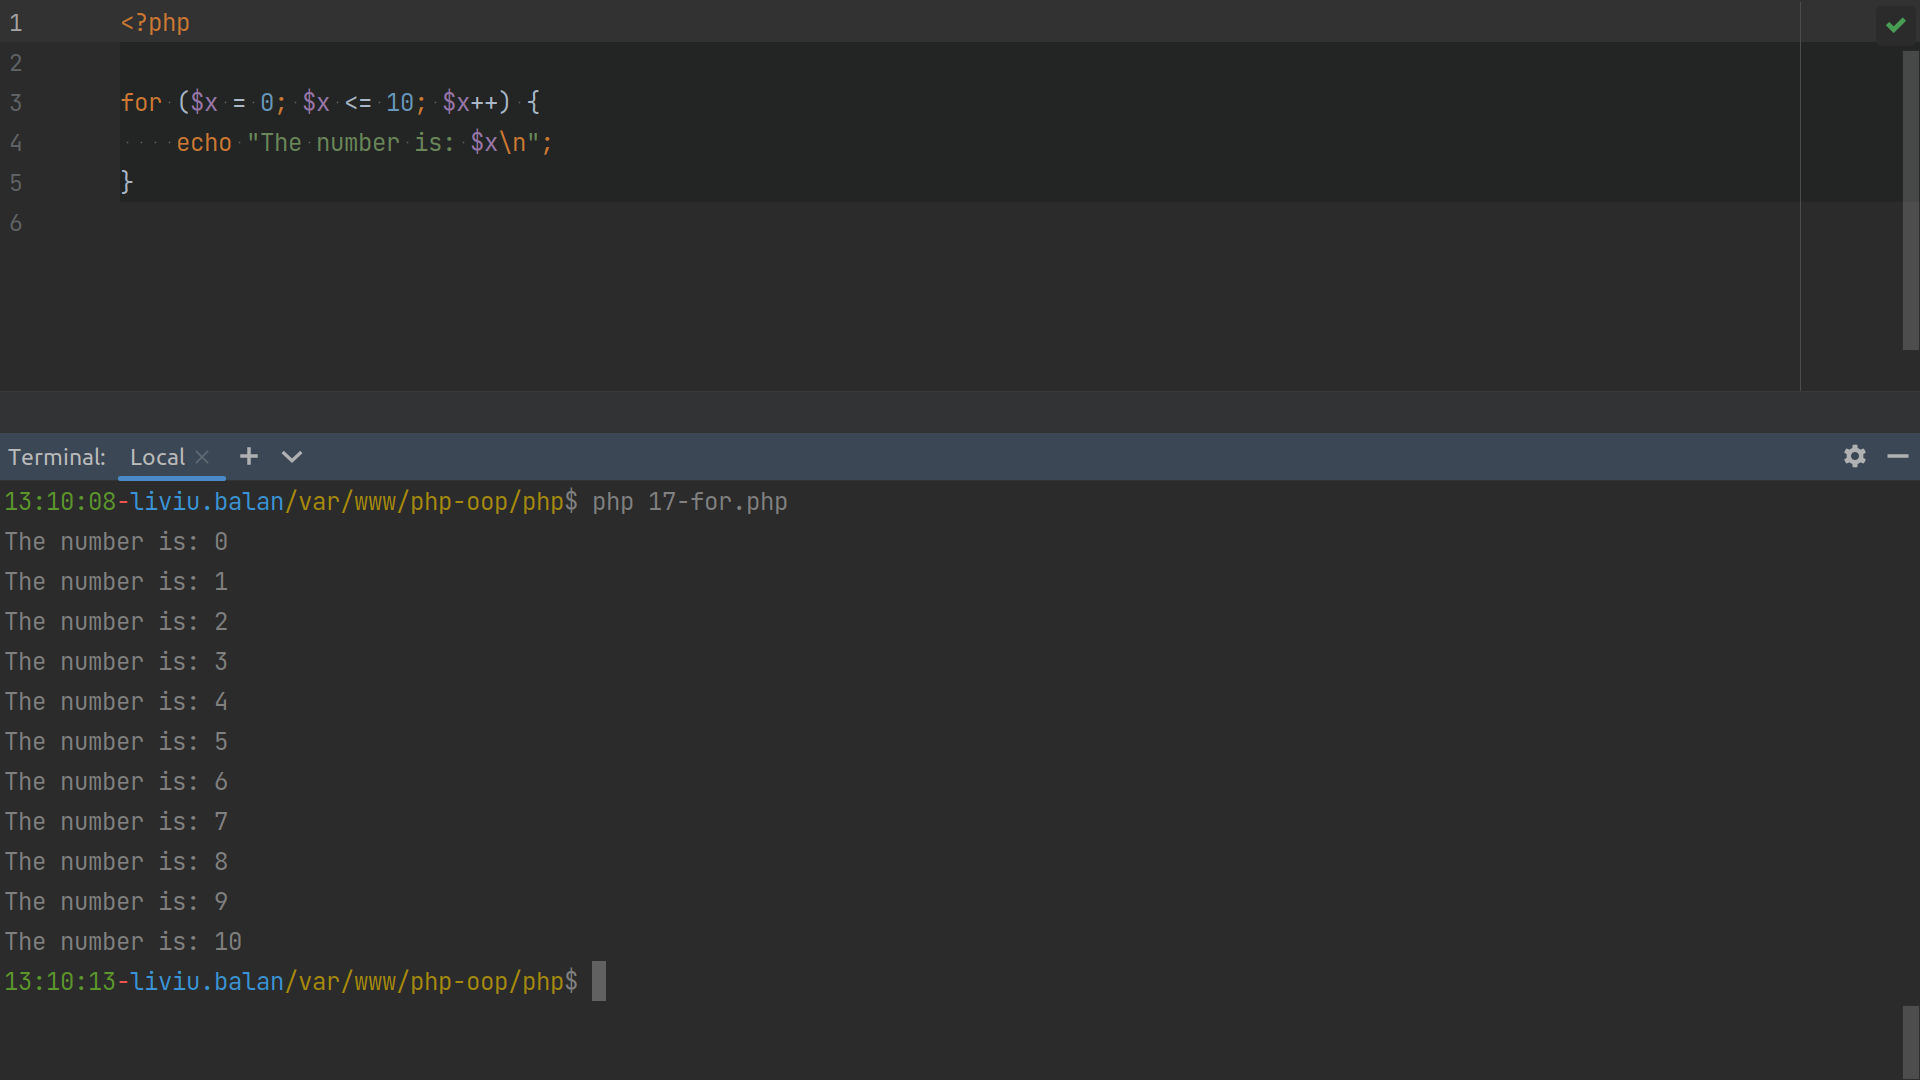 1 <?php
2
3 for ($x = 0; $x <= 10; $x++) {
4     echo "The number is: $x\n";
5 }
6
Terminal: Local
13:10:08-liviu.balan/var/www/php-oop/php$ php 17-for.php
The number is: 0
The number is: 1
The number is: 2
The number is: 3
The number is: 4
The number is: 5
The number is: 6
The number is: 7
The number is: 8
The number is: 9
The number is: 10
13:10:13-liviu.balan/var/www/php-oop/php$